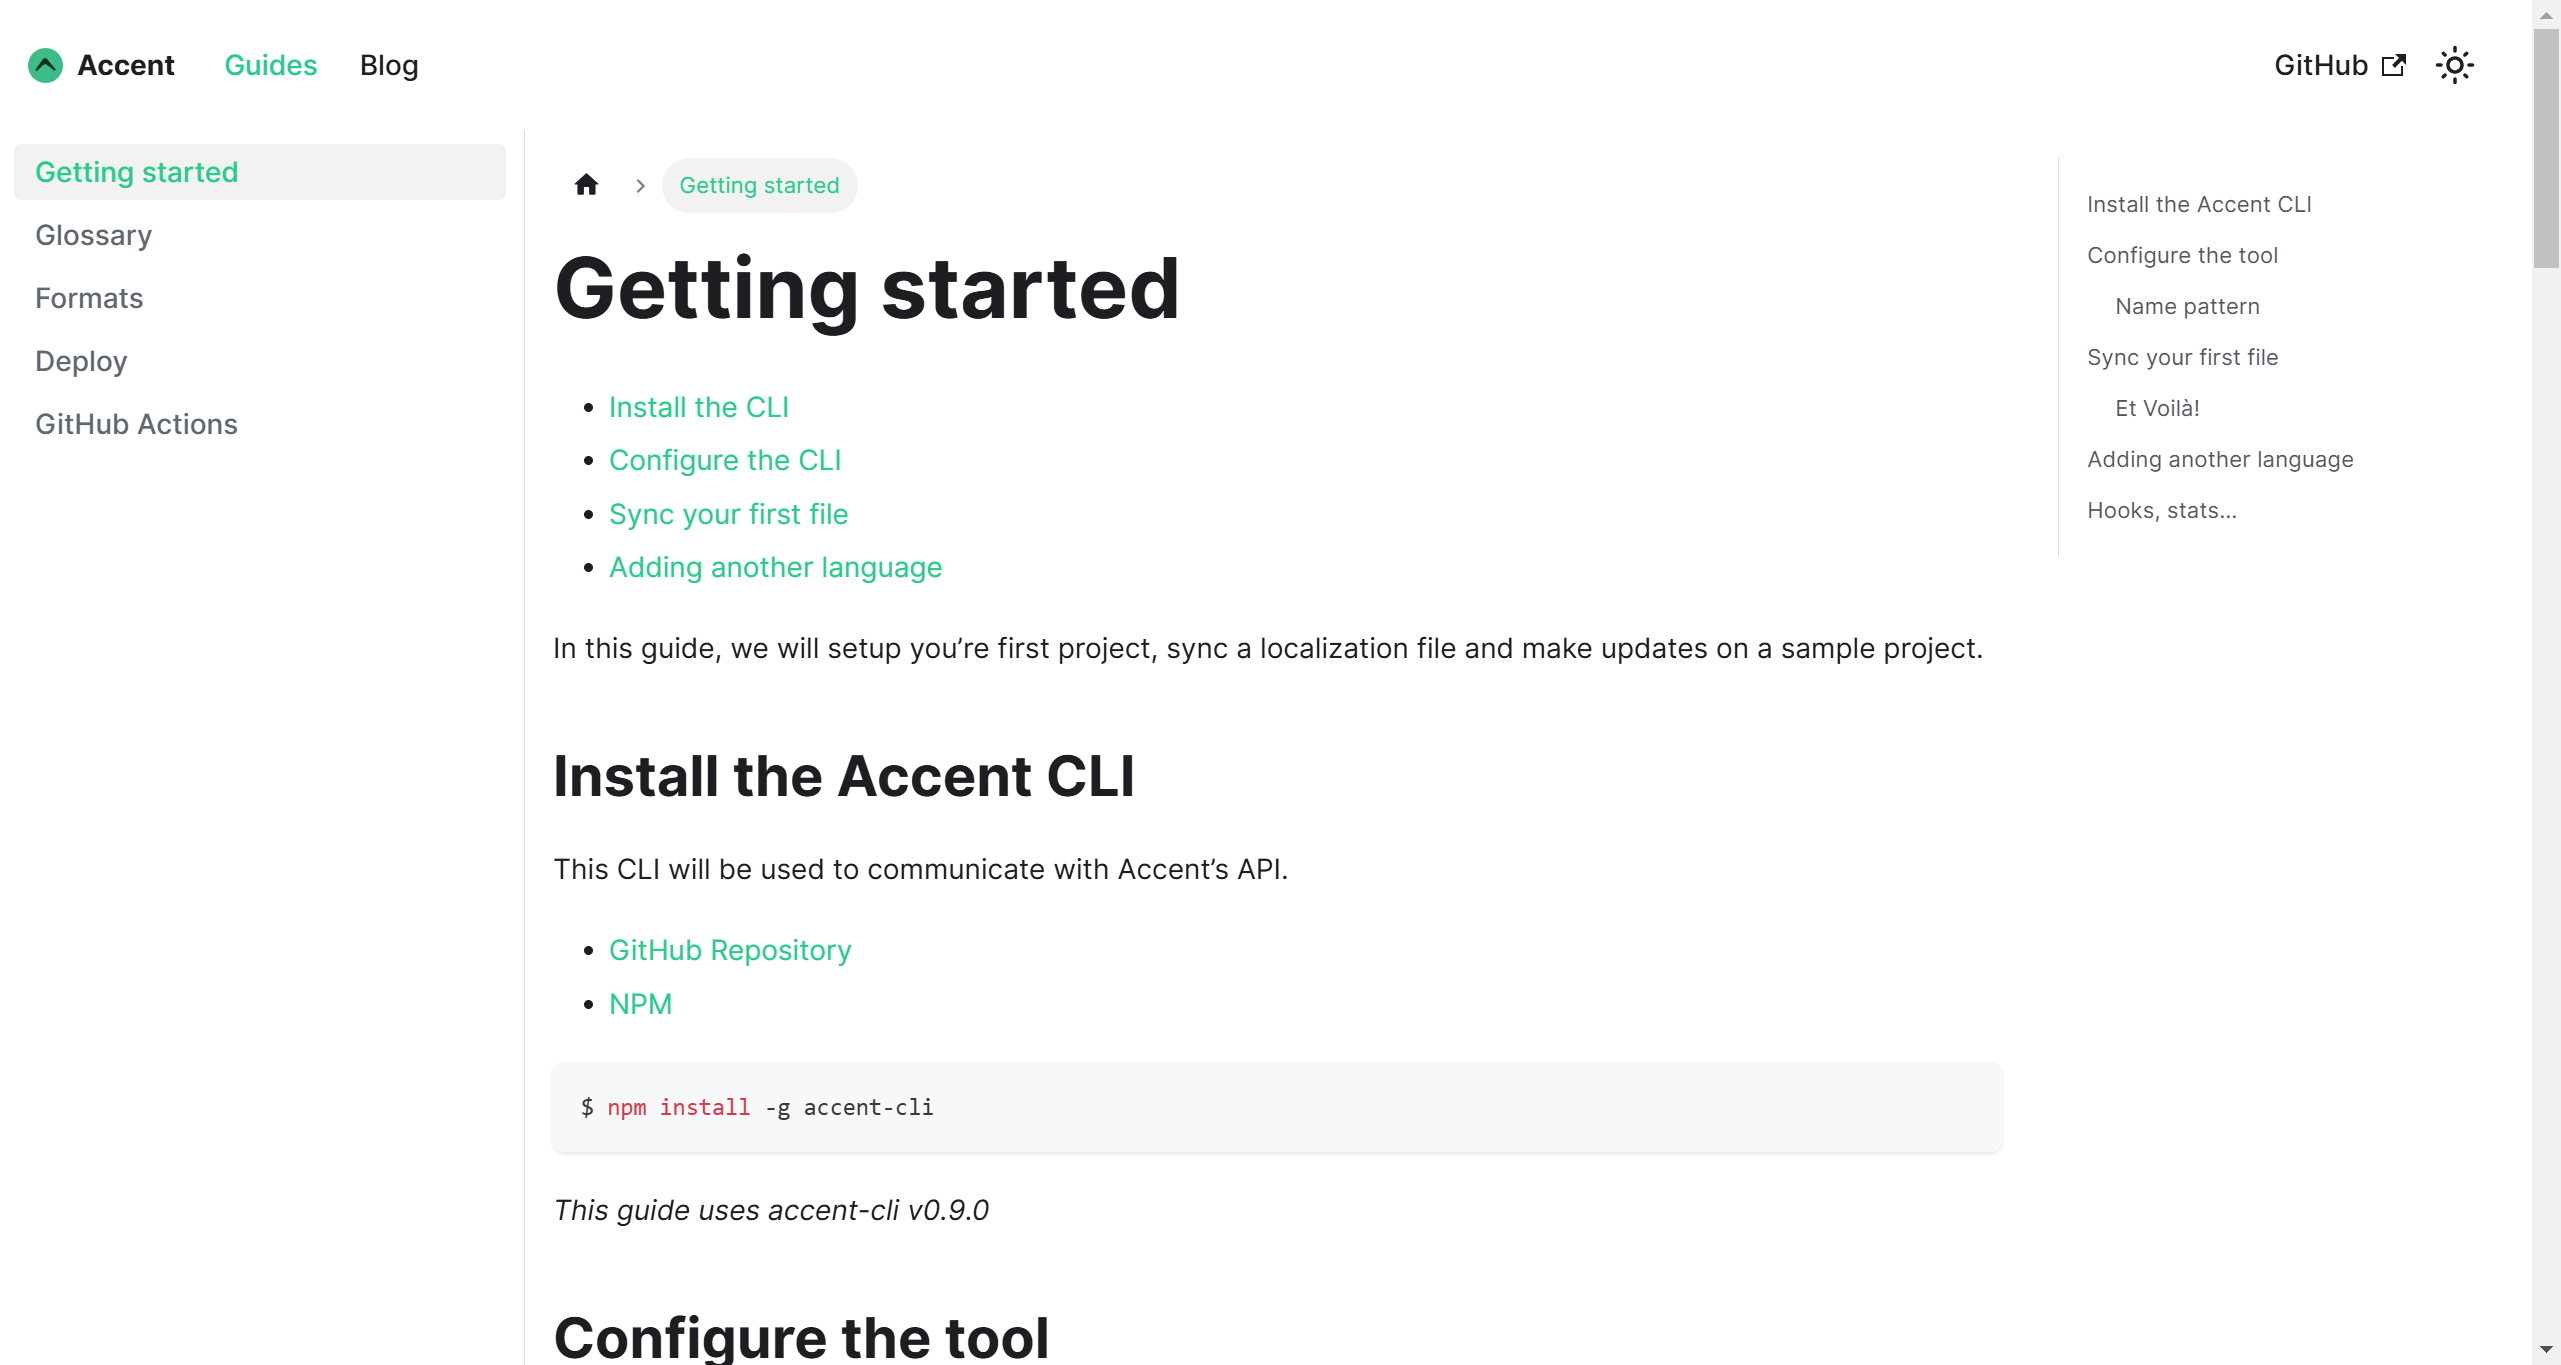 Accent
Guides
Blog
GitHub
Getting started
Glossary
Formats
Deploy
GitHub Actions
Getting started
Getting started
Install the CLI
Configure the CLI
Sync your first file
Adding another language
In this guide, we will setup you’re first project, sync a localization file and make updates on a sample project.
Install the Accent CLI
This CLI will be used to communicate with Accent’s API.
GitHub Repository
NPM
$ npm install -g accent-cli
This guide uses accent-cli v0.9.0
Configure the tool
Install the Accent CLI
Configure the tool
Name pattern
Sync your first file
Et Voilà!
Adding another language
Hooks, stats...